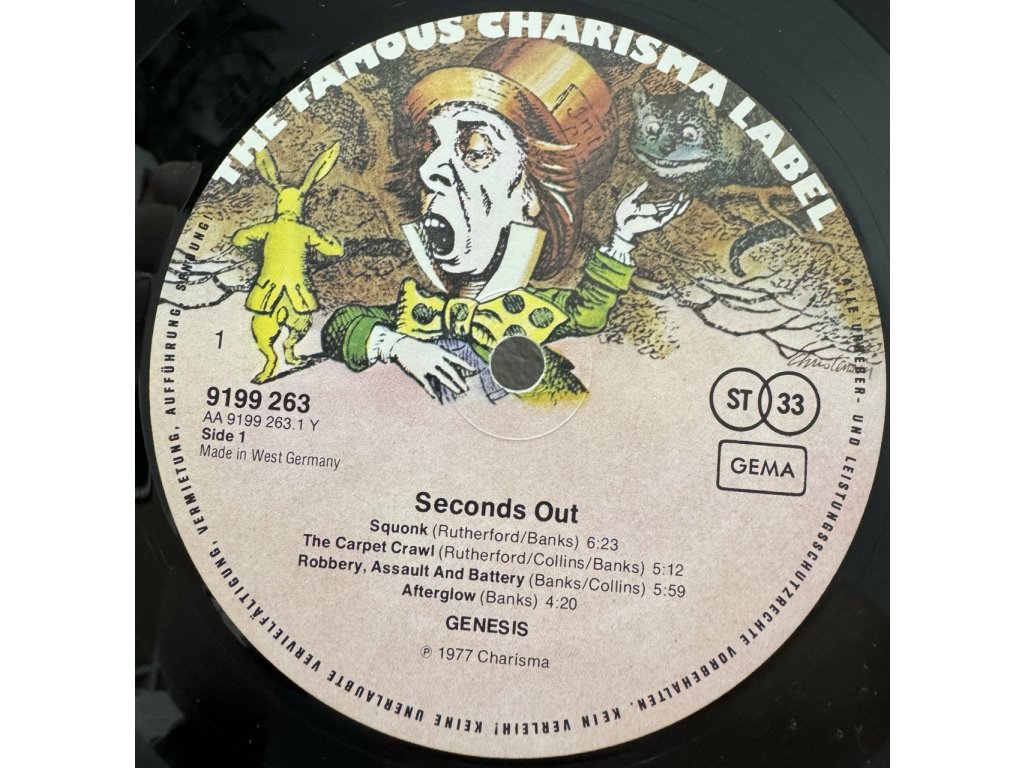 THE FAMOUS CHARISMA LABEL
1
9199 263
AA 9199 263.1 Y
Side 1
Made in West Germany
ST 33
GEMA
Seconds Out
Squonk (Rutherford/Banks) 6:23
The Carpet Crawl (Rutherford/Collins/Banks) 5:12
Robbery, Assault And Battery (Banks/Collins) 5:59
Afterglow (Banks) 4:20
GENESIS
℗ 1977 Charisma
ALLE URHEBER- UND LEISTUNGSSCHUTZRECHTE VORBEHALTEN. KEIN VERLEIH! KEINE UNERLAUBTE VERVIELFÄLTIGUNG, VERMIETUNG, AUFFÜHRUNG, SENDUNG!